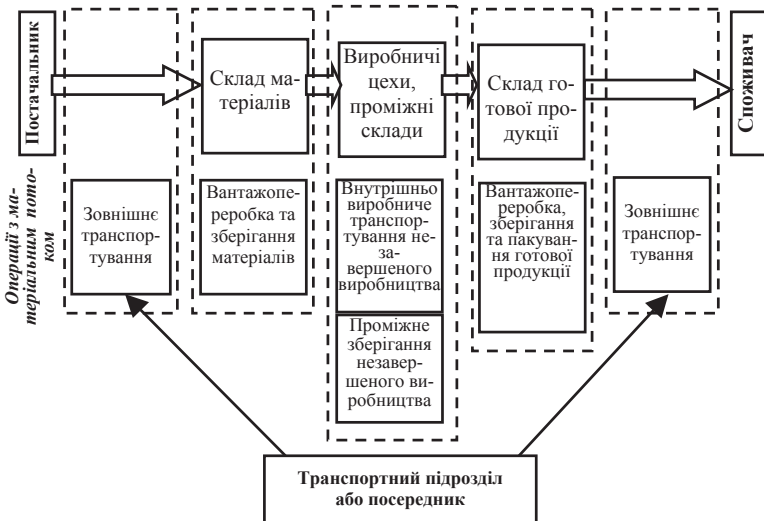 Постачальник
Склад ма-
теріалів
Виробничі
цехи,
проміжні
склади
Склад го-
тової про-
дукції
Споживач
Операції з ма-
теріальним пото-
ком
Зовнішнє
транспор-
тування
Вантажопе-
реробка та
зберігання
матеріалів
Внутрішньо
виробниче
транспор-
тування не-
за-
вершеного
виробництва
Проміжне
зберігання
незавер-
шеного ви-
робництва
Вантажопе-
реробка,
зберігання
та пакуван-
ня готової
продукції
Зовнішнє
транспор-
тування
Транспортний підрозділ
або посередник